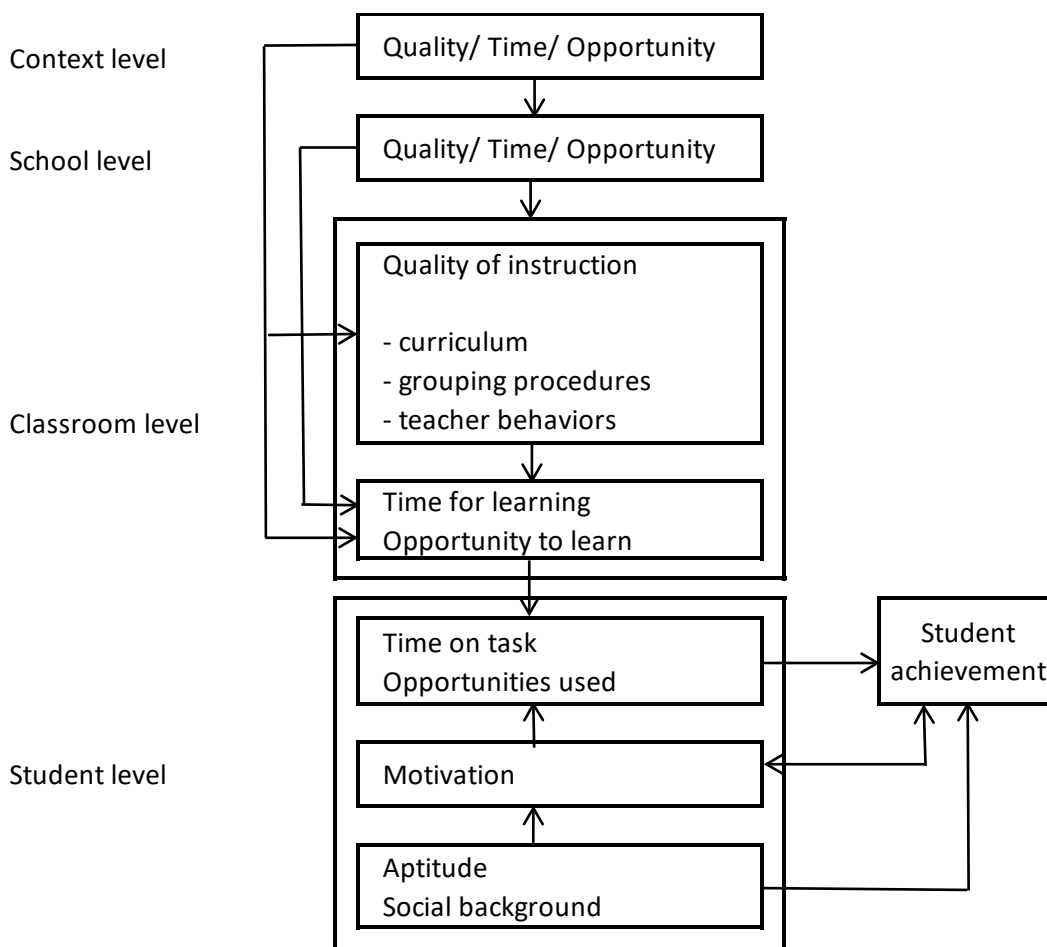 Context level
Quality/ Time/ Opportunity
School level
Quality/ Time/ Opportunity
Classroom level
Quality of instruction
- curriculum
- grouping procedures
- teacher behaviors
Time for learning
Opportunity to learn
Student level
Time on task
Opportunities used
Motivation
Aptitude
Social background
Student
achievement